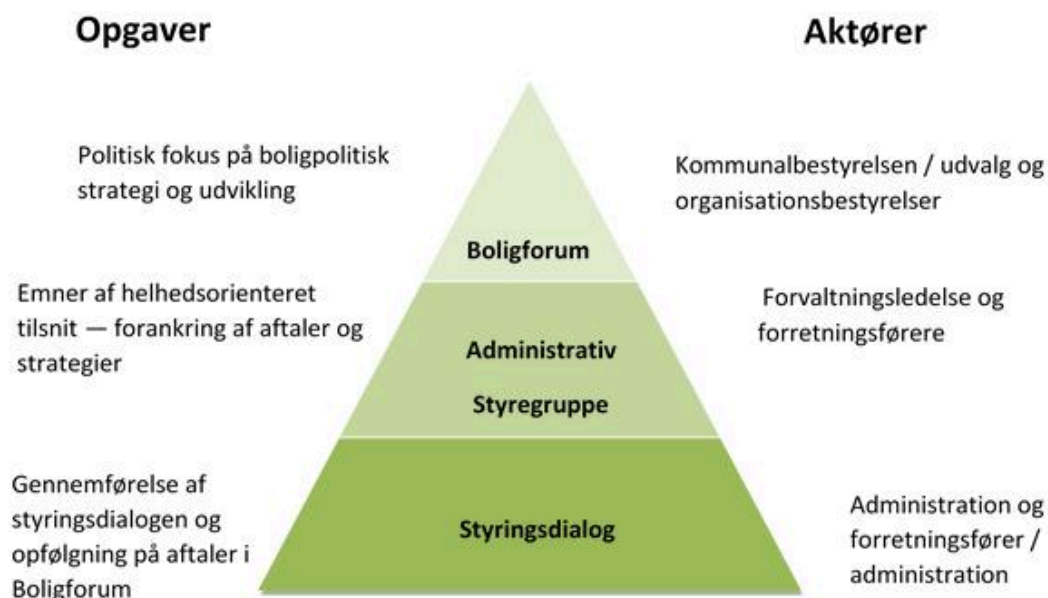 Opgaver
Aktører
Politisk fokus på boligpolitisk
strategi og udvikling
Kommunalbestyrelsen / udvalg og
organisationsbestyrelser
Boligforum
Emner af helhedsorienteret
tilsnit — forankring af aftaler og
strategier
Forvaltningsledelse og
forretningsførere
Administrativ
Styregruppe
Gennemførelse af
styringsdialogen og
opfølgning på aftaler i
Boligforum
Styringsdialog
Administration og
forretningsfører /
administration